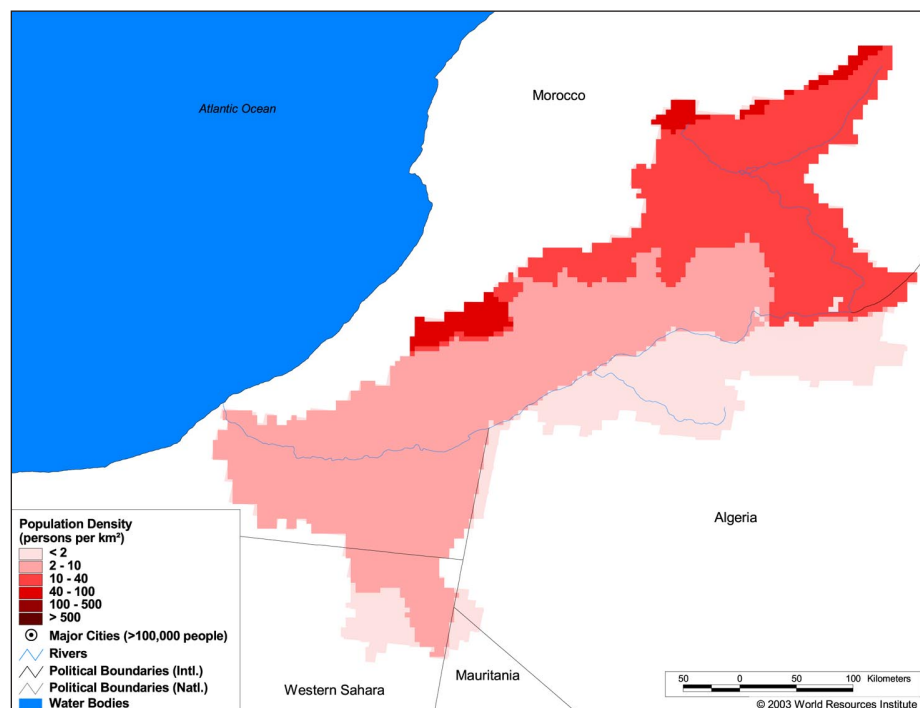 Atlantic Ocean
Morocco
Algeria
Western Sahara
Mauritania
Population Density
(persons per km²)
< 2
2 - 10
10 - 40
40 - 100
100 - 500
> 500
Major Cities (>100,000 people)
Rivers
Political Boundaries (Intl.)
Political Boundaries (Natl.)
Water Bodies
50 0 50 100 Kilometers
© 2003 World Resources Institute